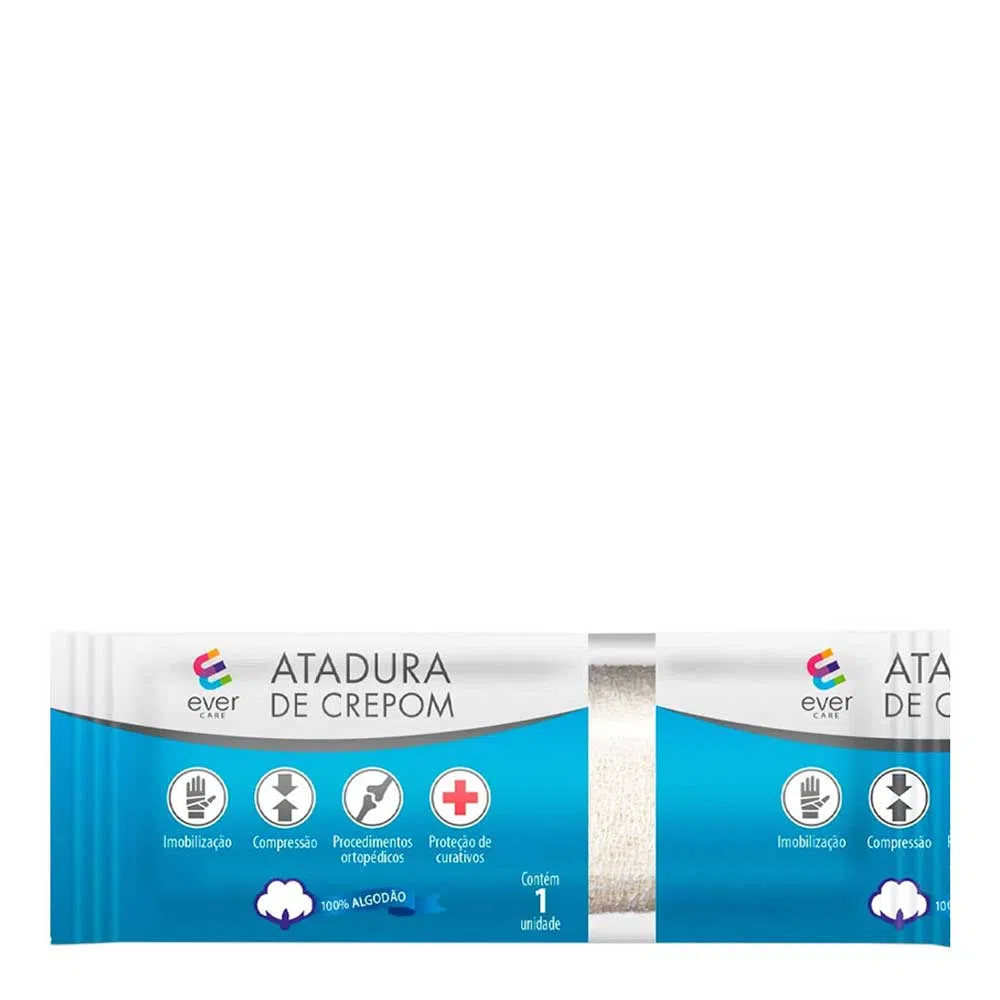 ever
CARE
ATADURA
DE CREPOM
Imobilização
Compressão
Procedimentos
ortopédicos
Proteção de
curativos
100% ALGODÃO
Contém
1
unidade
ever
CARE
ATA
DE C
Imobilização
Compressão
100